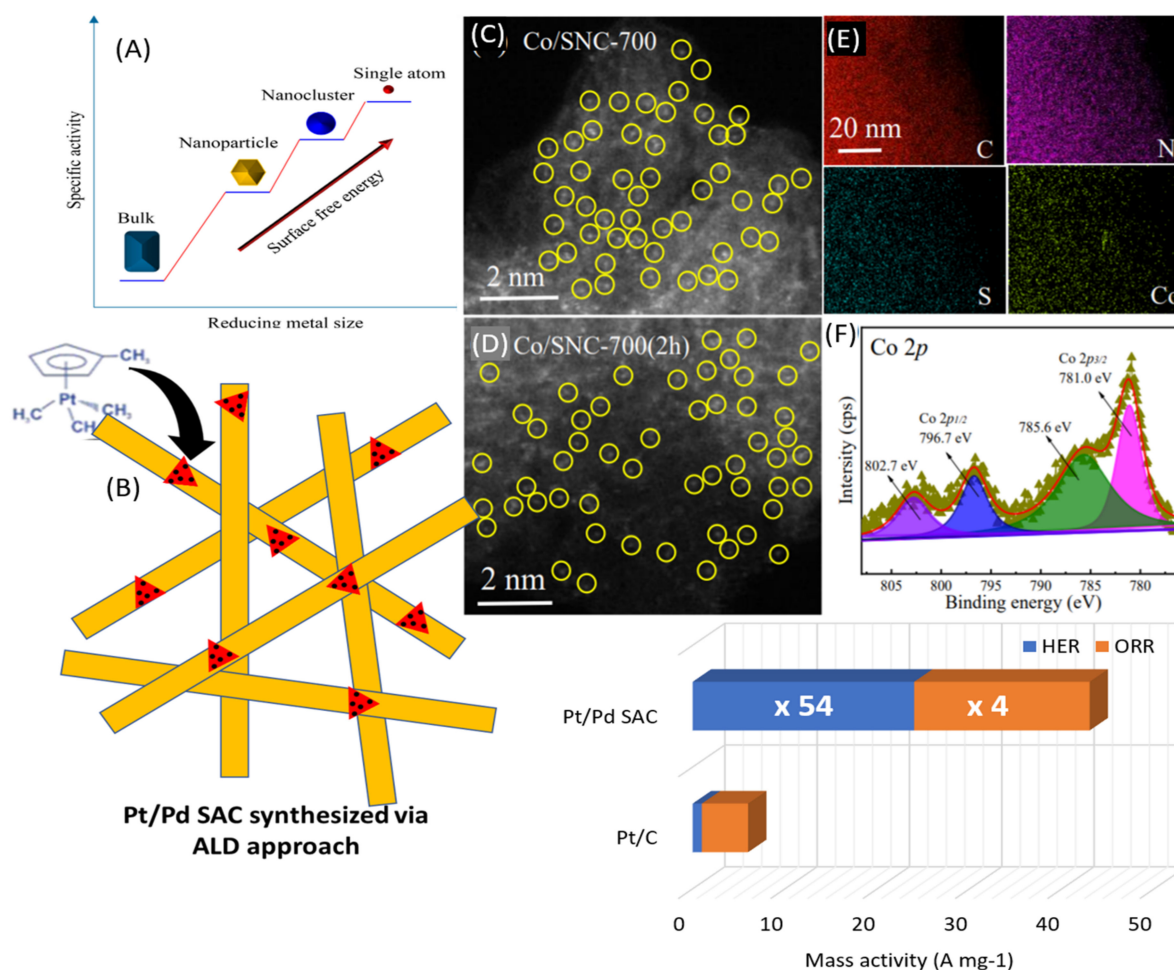 (A)
Specific activity
Bulk
Nanoparticle
Nanocluster
Single atom
Surface free energy
Reducing metal size
CH₃
Pt
H₃C
CH₃
CH
(B)
Pt/Pd SAC synthesized via
ALD approach
(C)
Co/SNC-700
2 nm
(D)
Co/SNC-700(2h)
2 nm
(E)
20 nm
C
N
S
Co
(F)
Co 2p
Co 2p3/2
781.0 eV
Co 2p1/2
796.7 eV
785.6 eV
802.7 eV
Intersity (cps)
805
800
795
790
785
780
Binding energy (eV)
HER
ORR
Pt/Pd SAC
x 54
x 4
Pt/C
0
10
20
30
40
50
Mass activity (A mg-1)